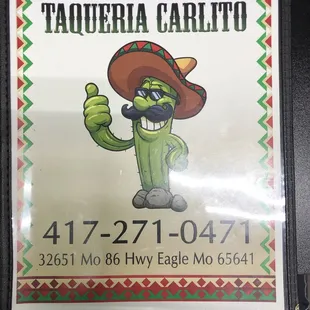 TAQUERIA CARLITO
417-271-0471
32651 Mo 86 Hwy Eagle Mo 65641